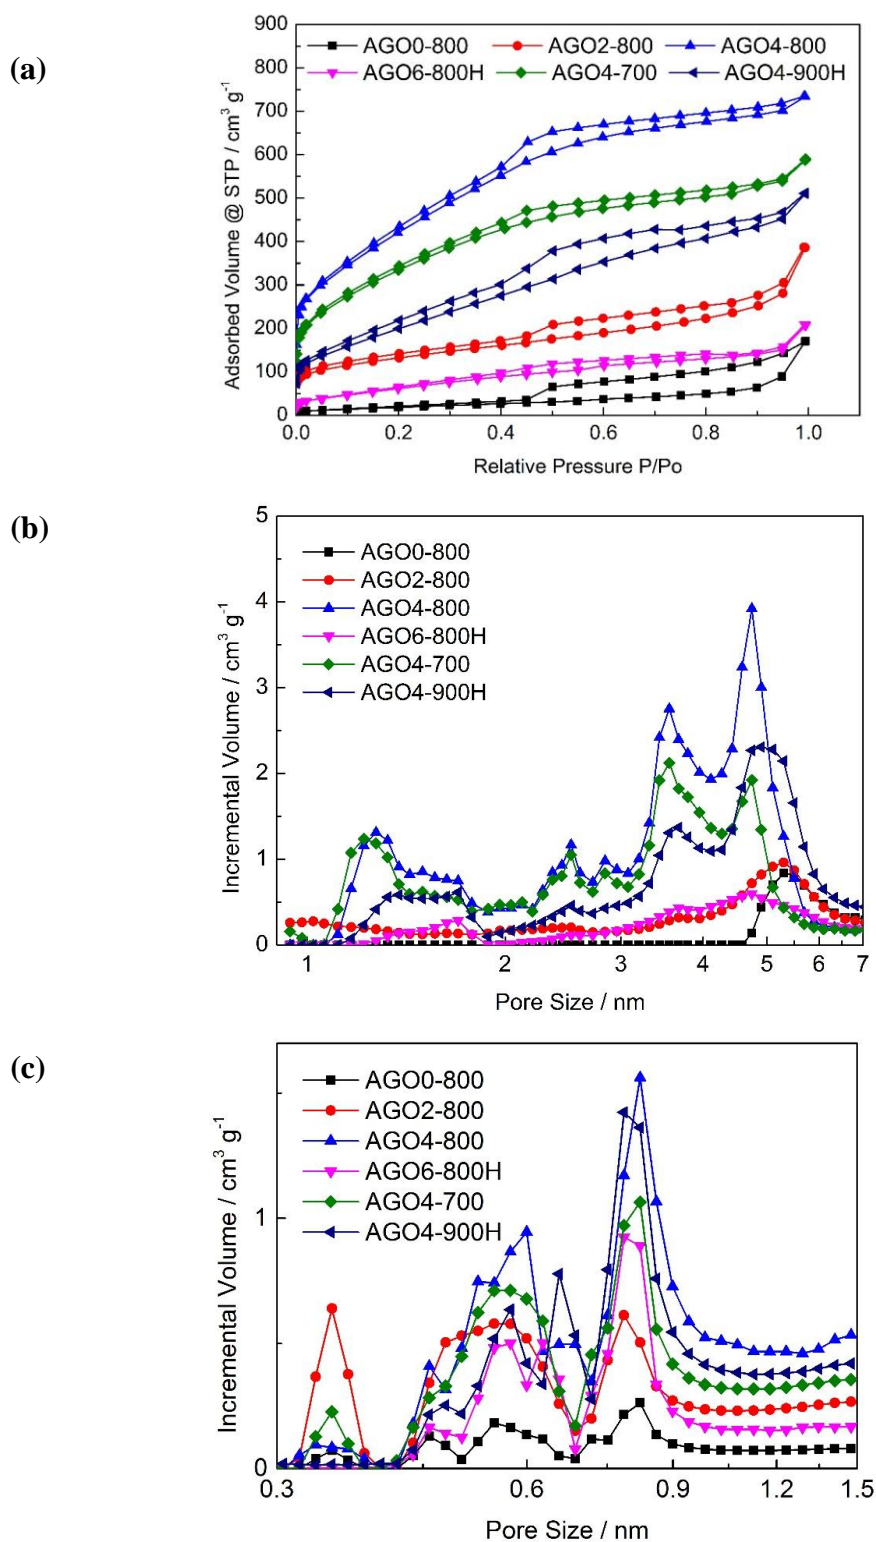 (a)
900
800
700
600
500
400
300
200
100
0
Adsorbed Volume @ STP / cm³ g⁻¹
AGO0-800 AGO2-800 AGO4-800
AGO6-800H AGO4-700 AGO4-900H
0.0 0.2 0.4 0.6 0.8 1.0
Relative Pressure P/Po
(b)
5
4
3
2
1
0
Incremental Volume / cm³ g⁻¹
AGO0-800
AGO2-800
AGO4-800
AGO6-800H
AGO4-700
AGO4-900H
1 2 3 4 5 6 7
Pore Size / nm
(c)
1
0
Incremental Volume / cm³ g⁻¹
AGO0-800
AGO2-800
AGO4-800
AGO6-800H
AGO4-700
AGO4-900H
0.3 0.6 0.9 1.2 1.5
Pore Size / nm